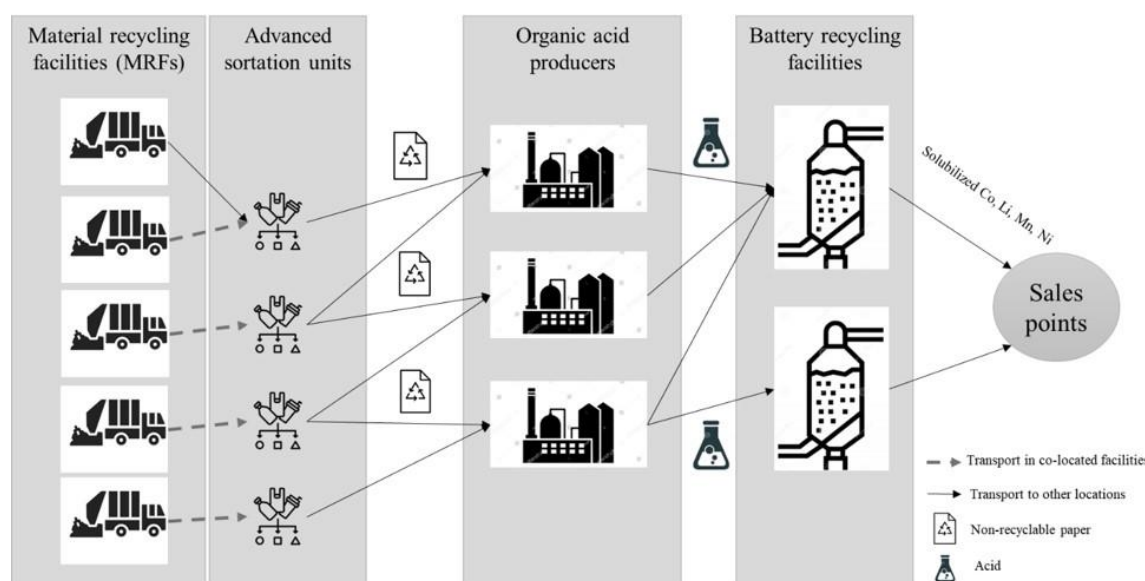 Material recycling
facilities (MRFs)
Advanced
sortation units
Organic acid
producers
Battery recycling
facilities
Solubilized Co, Li, Mn, Ni
Sales
points
Transport in co-located facilities
Transport to other locations
Non-recyclable paper
Acid